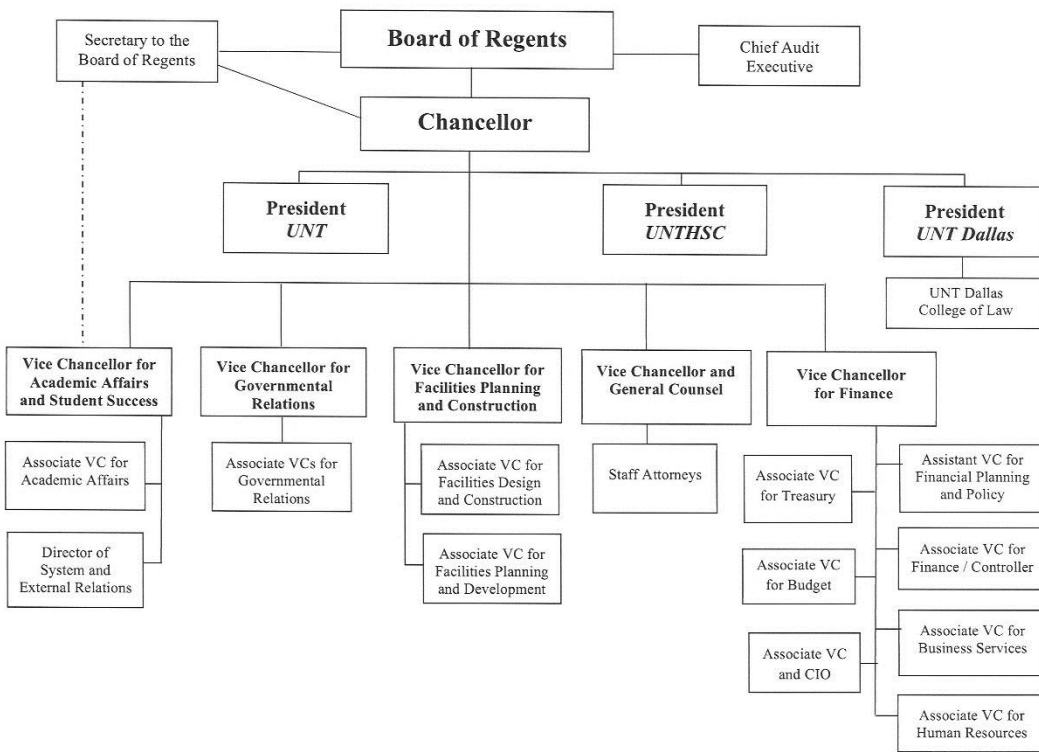 Board of Regents
Secretary to the
Board of Regents
Chief Audit
Executive
Chancellor
President
UNT
President
UNTHSC
President
UNT Dallas
UNT Dallas
College of Law
Vice Chancellor for
Academic Affairs
and Student Success
Vice Chancellor for
Governmental
Relations
Vice Chancellor for
Facilities Planning
and Construction
Vice Chancellor and
General Counsel
Vice Chancellor
for Finance
Associate VC for
Academic Affairs
Director of
System and
External Relations
Associate VCs for
Governmental
Relations
Associate VC for
Facilities Design
and Construction
Associate VC for
Facilities Planning
and Development
Staff Attorneys
Associate VC
for Treasury
Associate VC
for Budget
Associate VC
and CIO
Assistant VC for
Financial Planning
and Policy
Associate VC for
Finance / Controller
Associate VC for
Business Services
Associate VC for
Human Resources